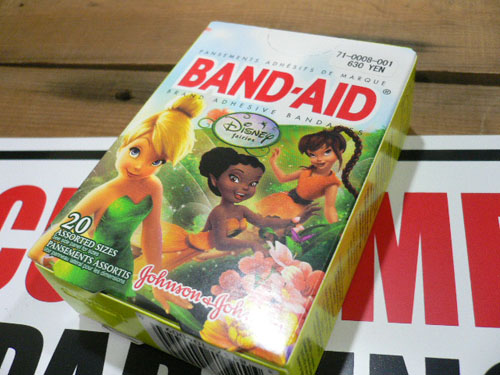 71-0008-001
630 YEN
PANSEMENTS ADHÉSIFS DE MARQUE
BAND-AID®
BRAND ADHESIVE BANDAGES
Disney
fairies
20
ASSORTED SIZES
PANSEMENTS ASSORTIS
Johnson & Joh